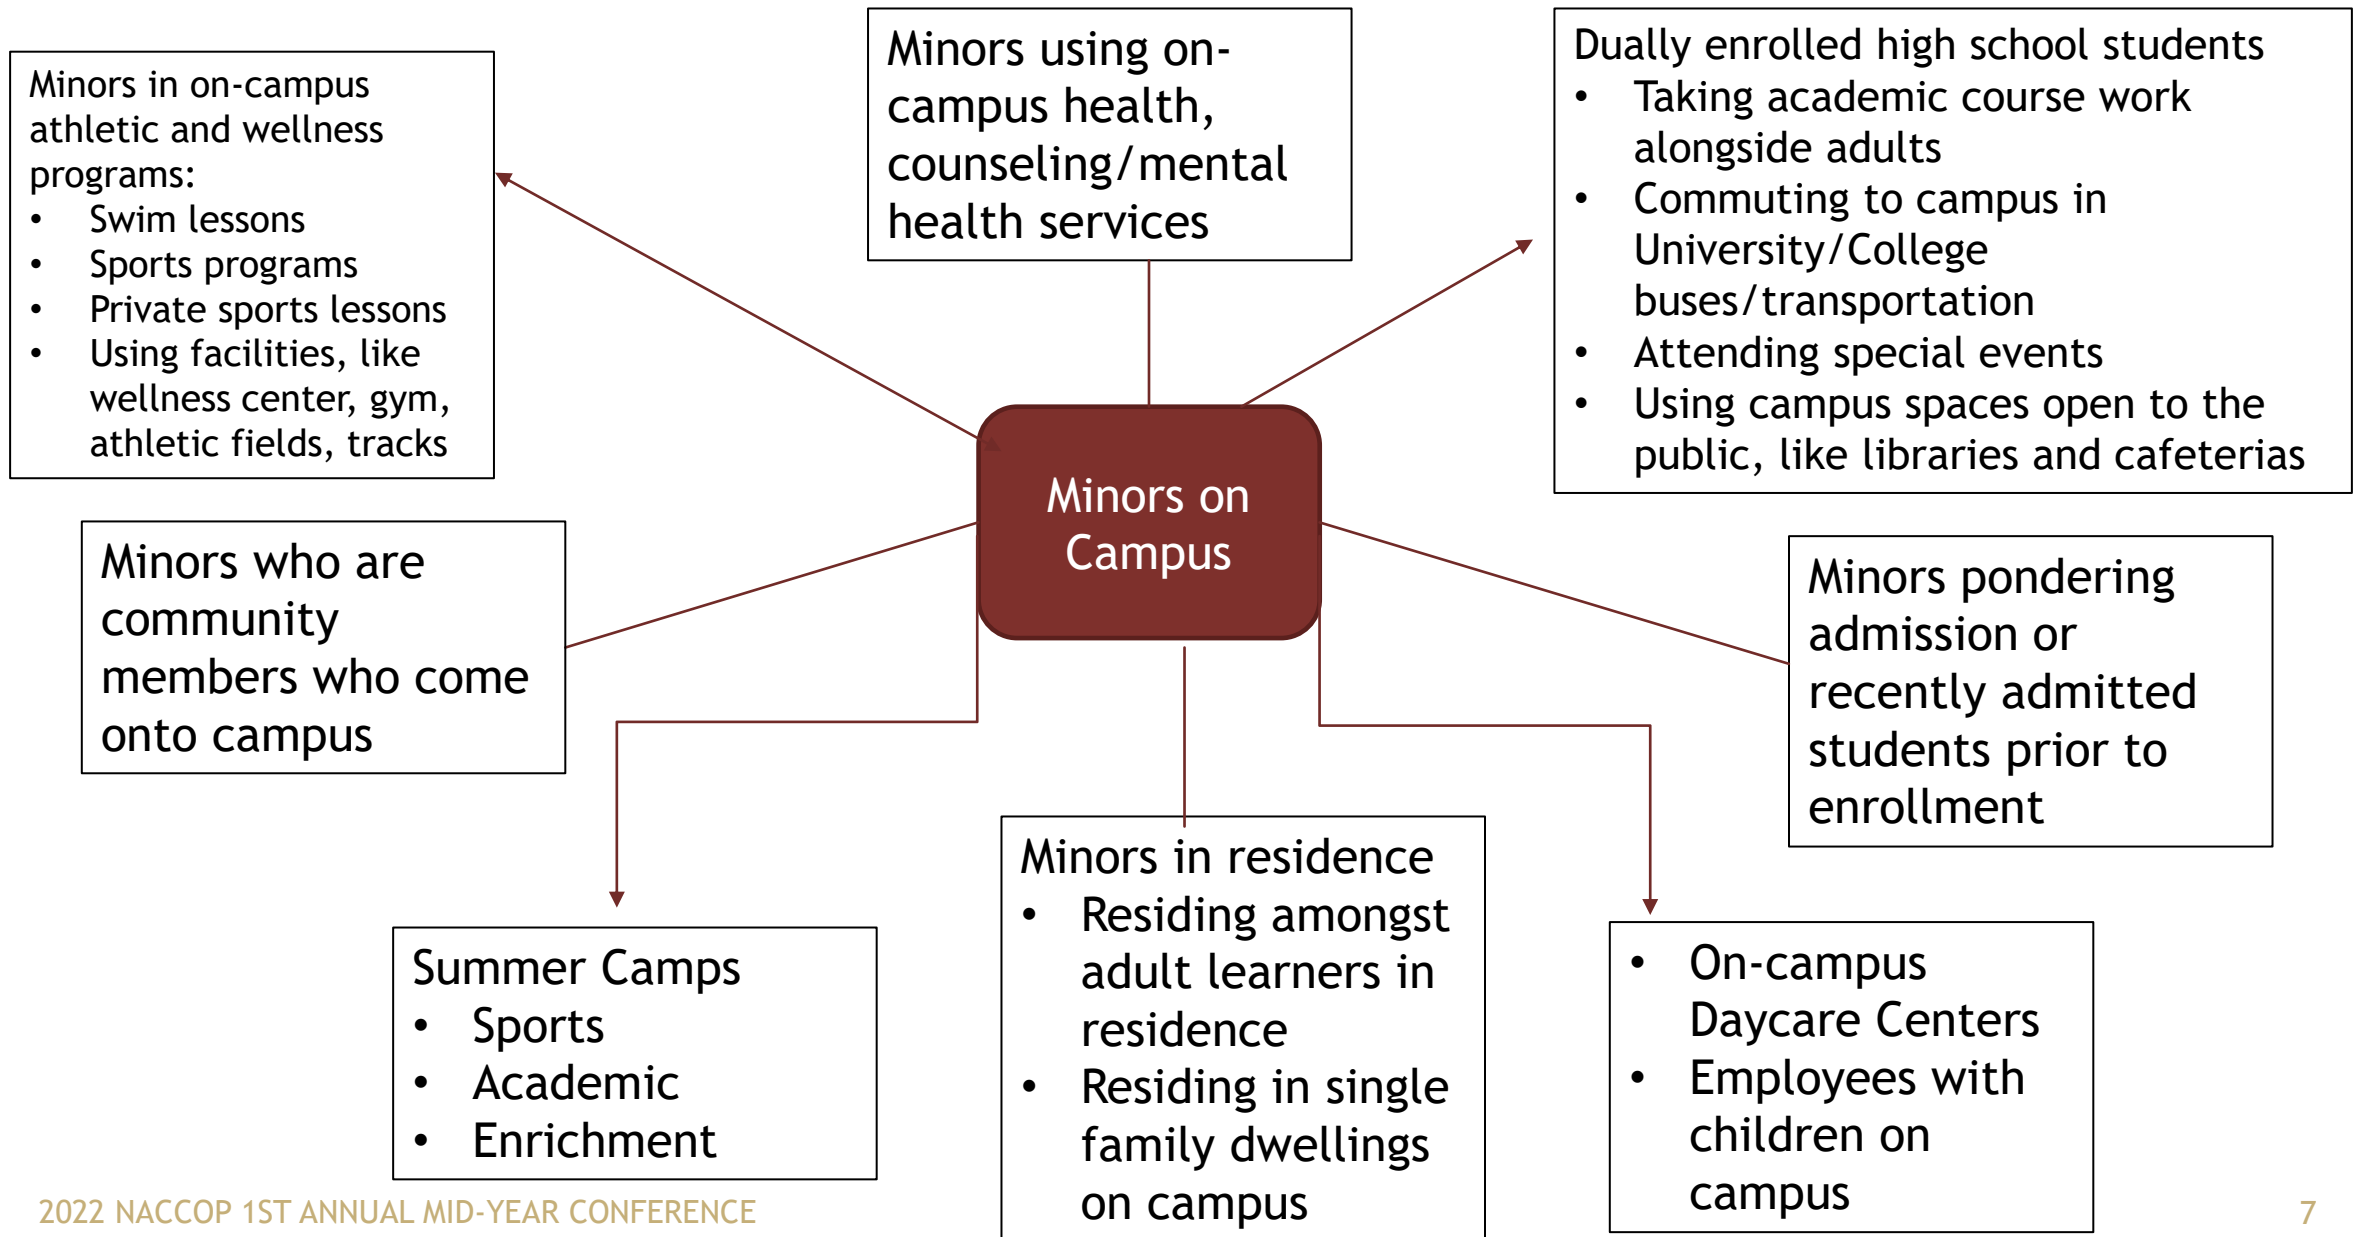 Minors in on-campus
athletic and wellness
programs:
• Swim lessons
• Sports programs
• Private sports lessons
• Using facilities, like
wellness center, gym,
athletic fields, tracks
Minors using on-
campus health,
counseling/mental
health services
Dually enrolled high school students
• Taking academic course work
alongside adults
• Commuting to campus in
University/College
buses/transportation
• Attending special events
• Using campus spaces open to the
public, like libraries and cafeterias
Minors on
Campus
Minors who are
community
members who come
onto campus
Minors pondering
admission or
recently admitted
students prior to
enrollment
Summer Camps
• Sports
• Academic
• Enrichment
Minors in residence
• Residing amongst
adult learners in
residence
• Residing in single
family dwellings
on campus
• On-campus
Daycare Centers
• Employees with
children on
campus
2022 NACCOP 1ST ANNUAL MID-YEAR CONFERENCE
7